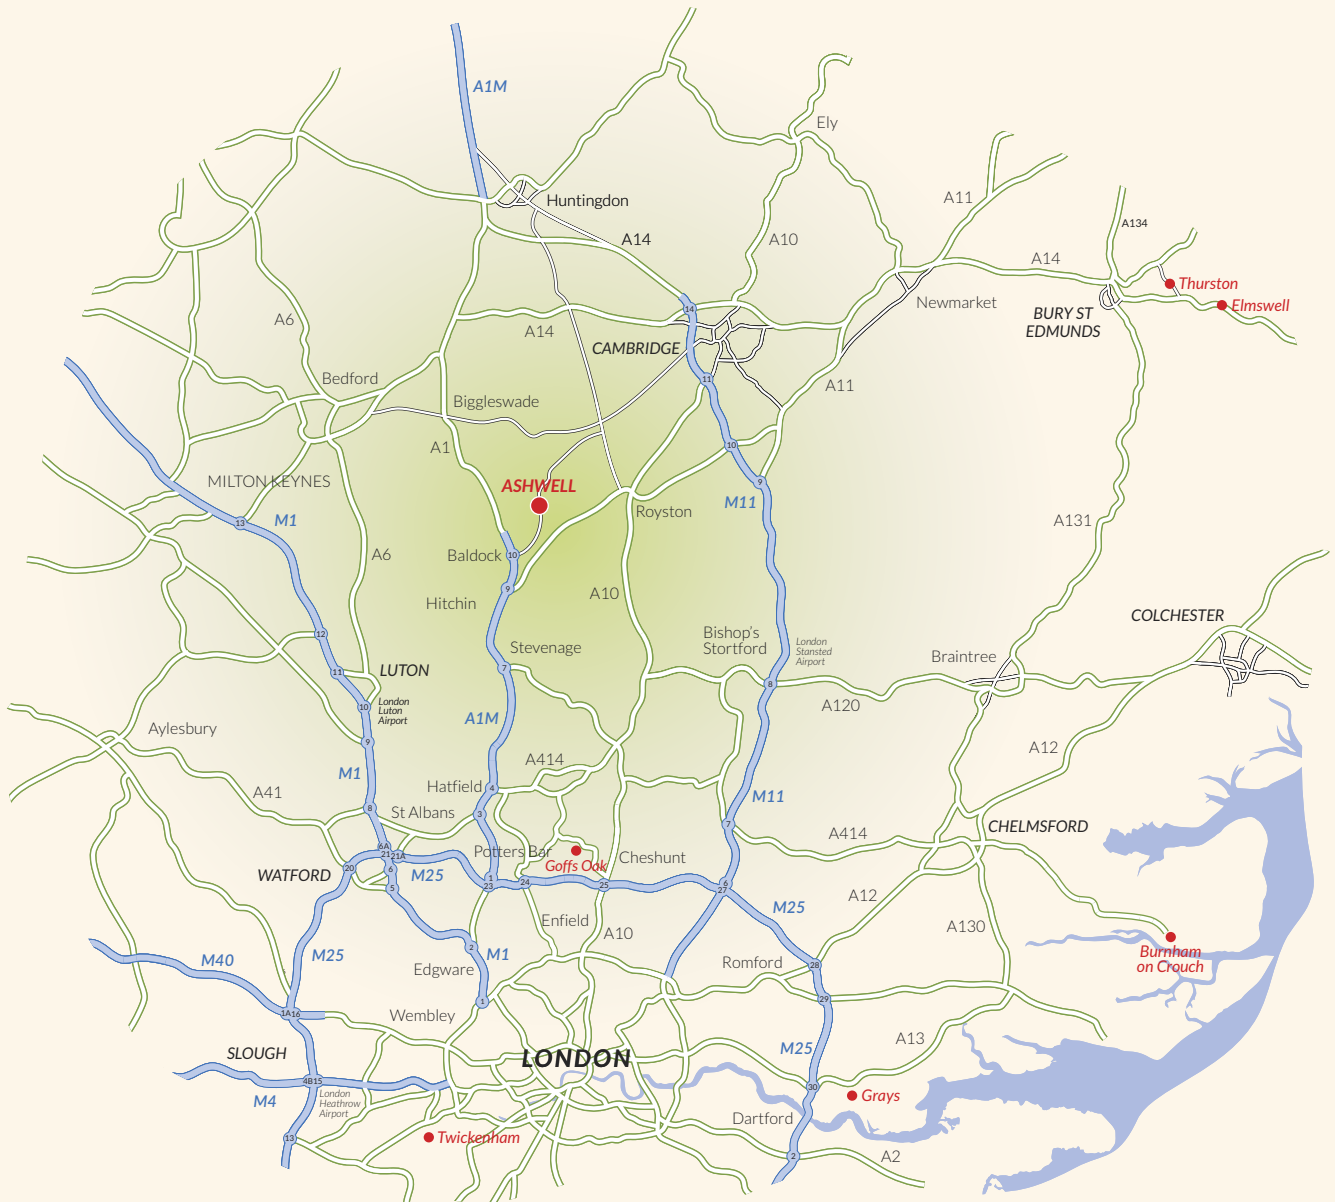 A1M
Ely
Huntingdon
A11
A134
A14
A10
A14
Thurston
Newmarket
Elmswell
14
BURY ST
EDMUNDS
A6
A14
CAMBRIDGE
Bedford
11
A11
Biggleswade
A1
10
MILTON KEYNES
ASHWELL
9
M11
Royston
13
M1
A131
A6
Baldock
10
9
A10
Hitchin
COLCHESTER
12
Bishop's
Stortford
London
Stansted
Airport
Stevenage
7
Braintree
11
LUTON
8
10
London
Luton
Airport
A120
A1M
Aylesbury
9
A12
A414
M1
Hatfield
4
A41
M11
8
St Albans
3
7
A414
CHELMSFORD
6A
21
21A
Potters Bar
Goffs Oak
Cheshunt
20
6
WATFORD
M25
5
1
23
24
25
6
27
A12
M25
Enfield
A10
A130
Burnham
on Crouch
2
M1
M25
M40
Edgware
Romford
28
1
29
1A
16
Wembley
A13
SLOUGH
LONDON
M25
4B
15
30
M4
London
Heathrow
Airport
Grays
Dartford
13
Twickenham
2
A2